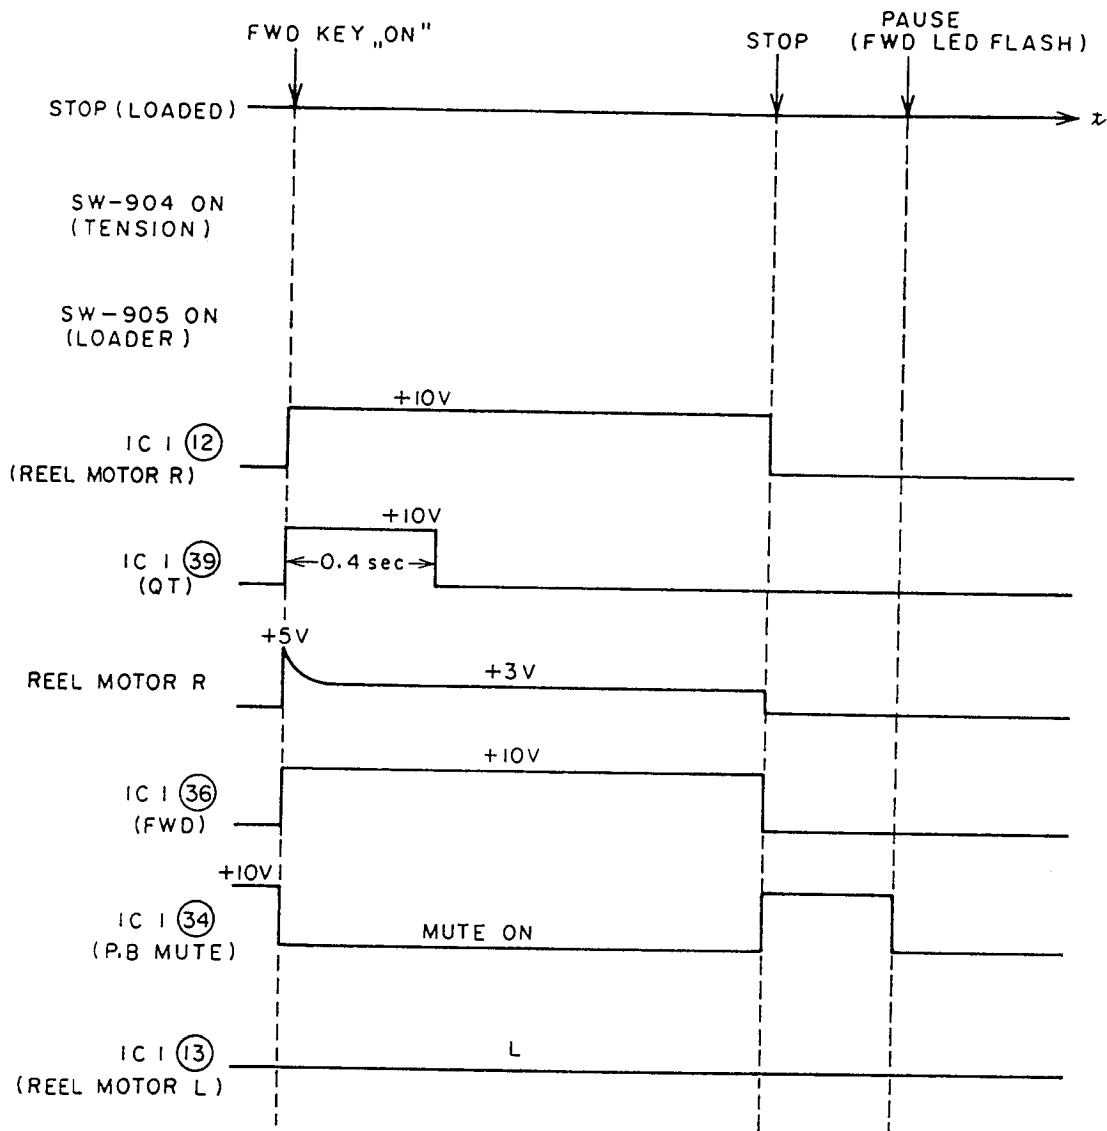 FWD KEY „ON"
STOP
PAUSE
(FWD LED FLASH)
STOP (LOADED)
t
SW-904 ON
(TENSION)
SW-905 ON
(LOADER)
+10V
IC 1 12
(REEL MOTOR R)
+10V
0.4 sec
IC 1 39
(QT)
+5V
+3V
REEL MOTOR R
+10V
IC 1 36
(FWD)
+10V
IC 1 34
(P.B MUTE)
MUTE ON
IC 1 13
(REEL MOTOR L)
L